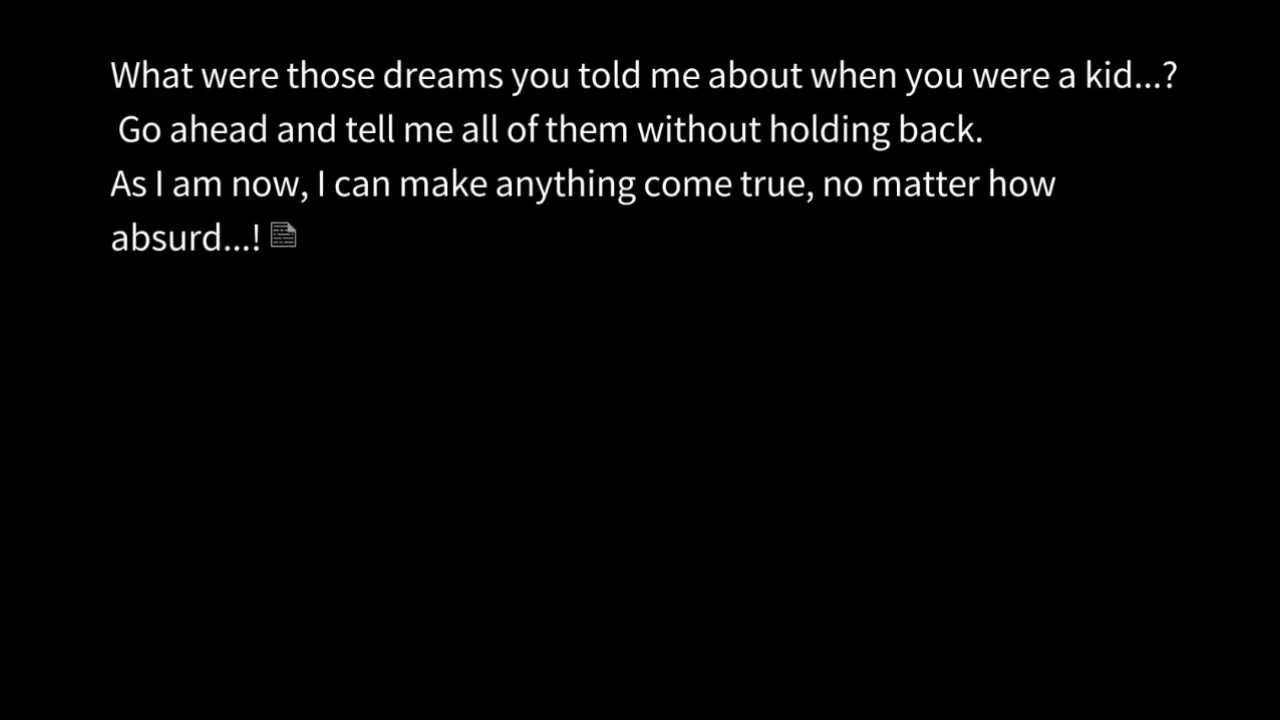 What were those dreams you told me about when you were a kid...?
Go ahead and tell me all of them without holding back.
As I am now, I can make anything come true, no matter how
absurd...!